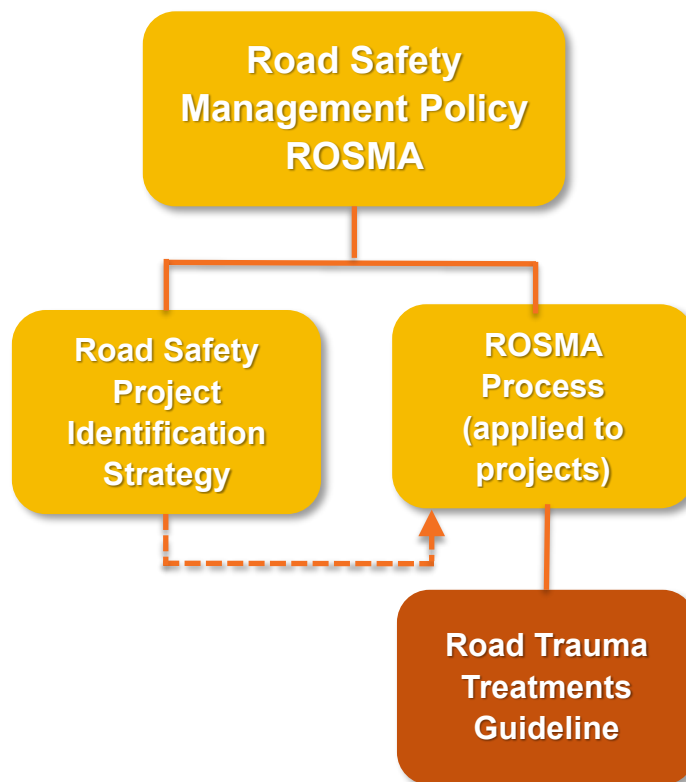 Road Safety
Management Policy
ROSMA
Road Safety
Project
Identification
Strategy
ROSMA
Process
(applied to
projects)
Road Trauma
Treatments
Guideline